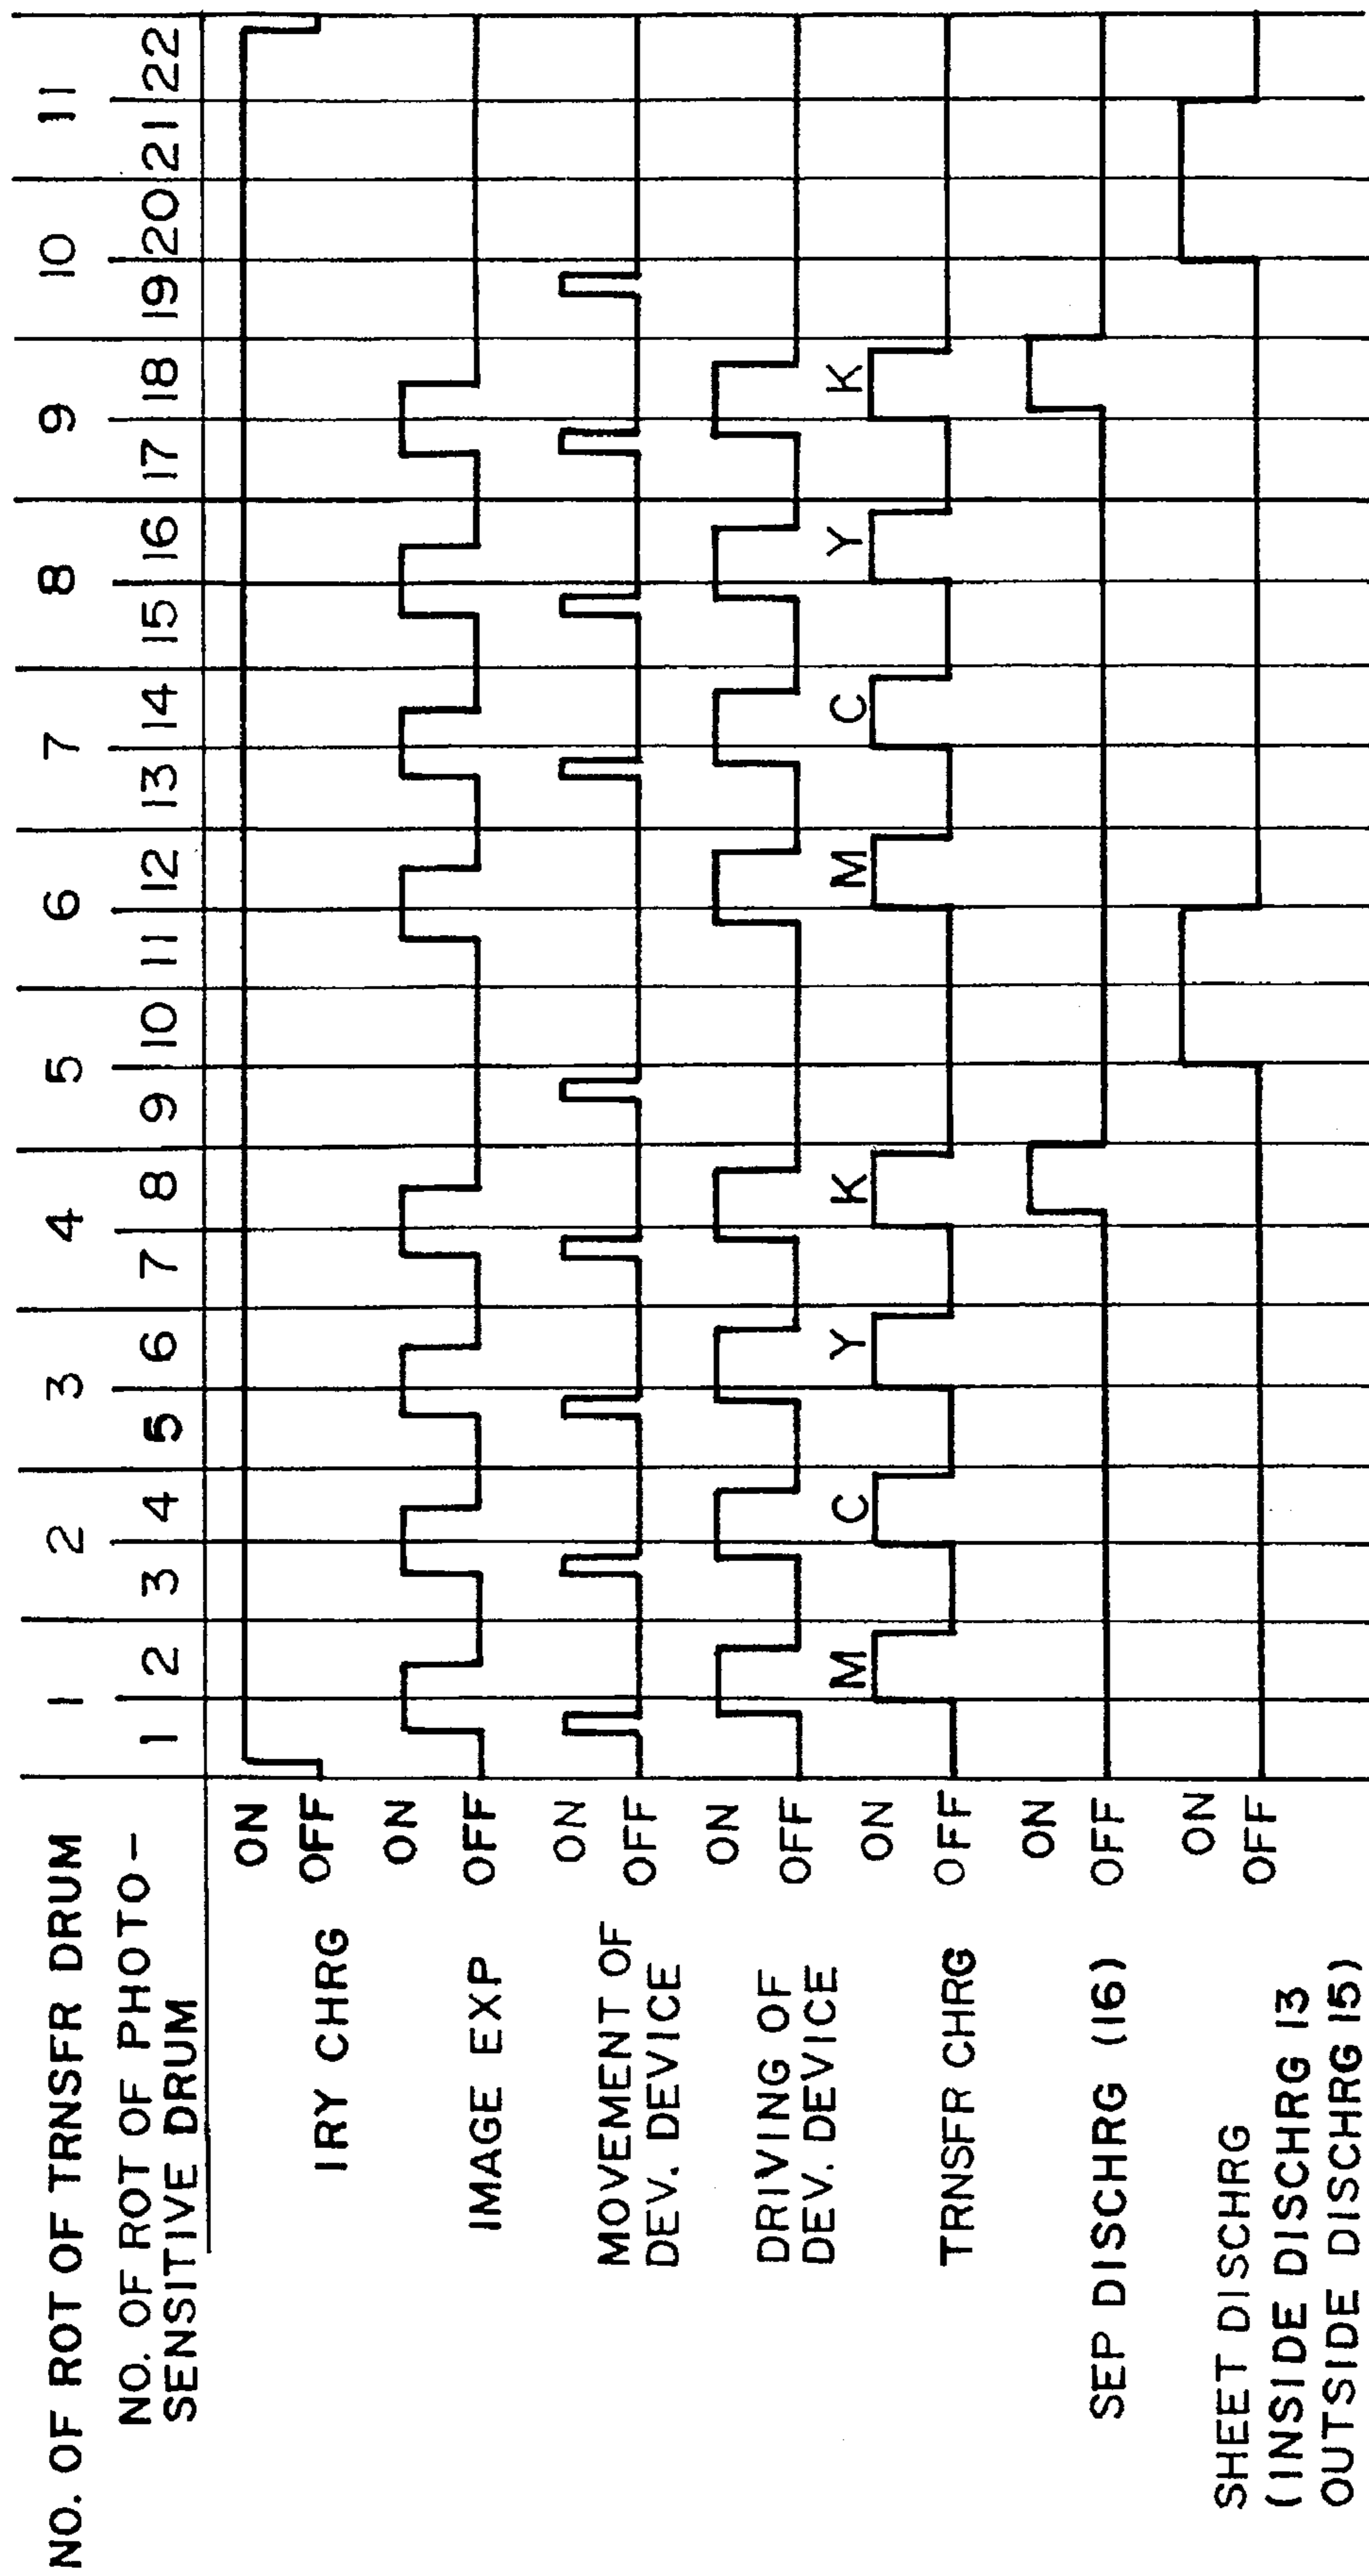 NO. OF ROT OF TRNSFR DRUM 1 2 3 4 5 6 7 8 9 10 11
NO. OF ROT OF PHOTO-
SENSITIVE DRUM 1 2 3 4 5 6 7 8 9 10 11 12 13 14 15 16 17 18 19 20 21 22
IRY CHRG ON
OFF
IMAGE EXP ON
OFF
MOVEMENT OF
DEV. DEVICE ON
OFF
DRIVING OF
DEV. DEVICE ON
OFF
TRNSFR CHRG ON
OFF
M C Y K M C Y K
SEP DISCHRG (16) ON
OFF
SHEET DISCHRG ON
OFF
(INSIDE DISCHRG 13
OUTSIDE DISCHRG 15)